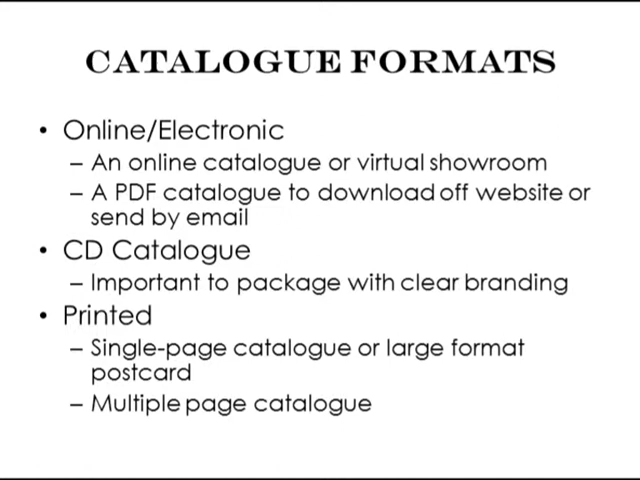 CATALOGUE FORMATS
• Online/Electronic
– An online catalogue or virtual showroom
– A PDF catalogue to download off website or
send by email
• CD Catalogue
– Important to package with clear branding
• Printed
– Single-page catalogue or large format
postcard
– Multiple page catalogue